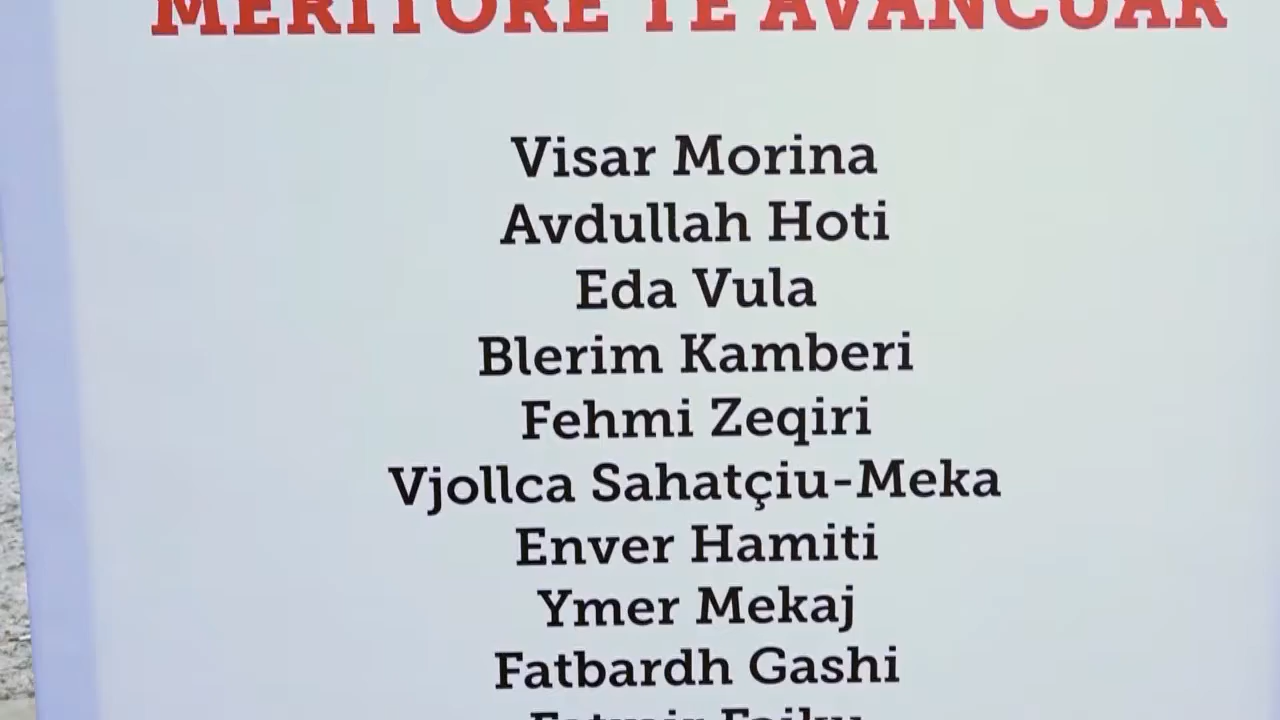 MERITORE TË AVANCUAR
Visar Morina
Avdullah Hoti
Eda Vula
Blerim Kamberi
Fehmi Zeqiri
Vjollca Sahatçiu-Meka
Enver Hamiti
Ymer Mekaj
Fatbardh Gashi